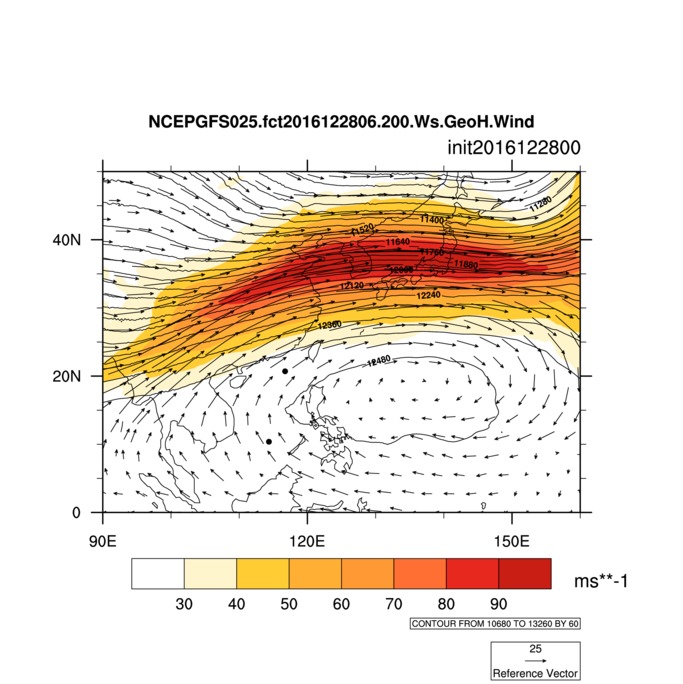 NCEPGFS025.fct2016122806.200.Ws.GeoH.Wind
init2016122800
11280
11400
11520
11640
11760
40N
11880
12120
12240
12360
12480
20N
0
90E 120E 150E
30 40 50 60 70 80 90
ms**-1
CONTOUR FROM 10680 TO 13260 BY 60
25
Reference Vector